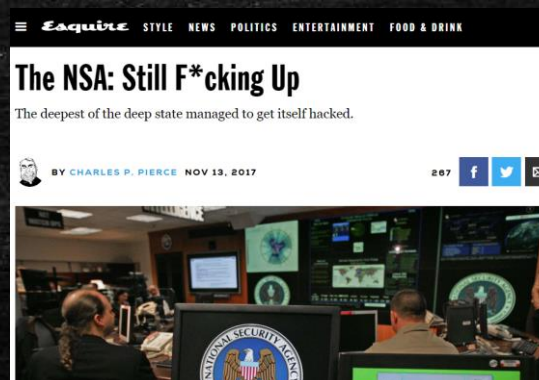 Esquire STYLE NEWS POLITICS ENTERTAINMENT FOOD & DRINK
The NSA: Still F*cking Up
The deepest of the deep state managed to get itself hacked.
BY CHARLES P. PIERCE NOV 13, 2017 267
NATIONAL SECURITY AGENCY